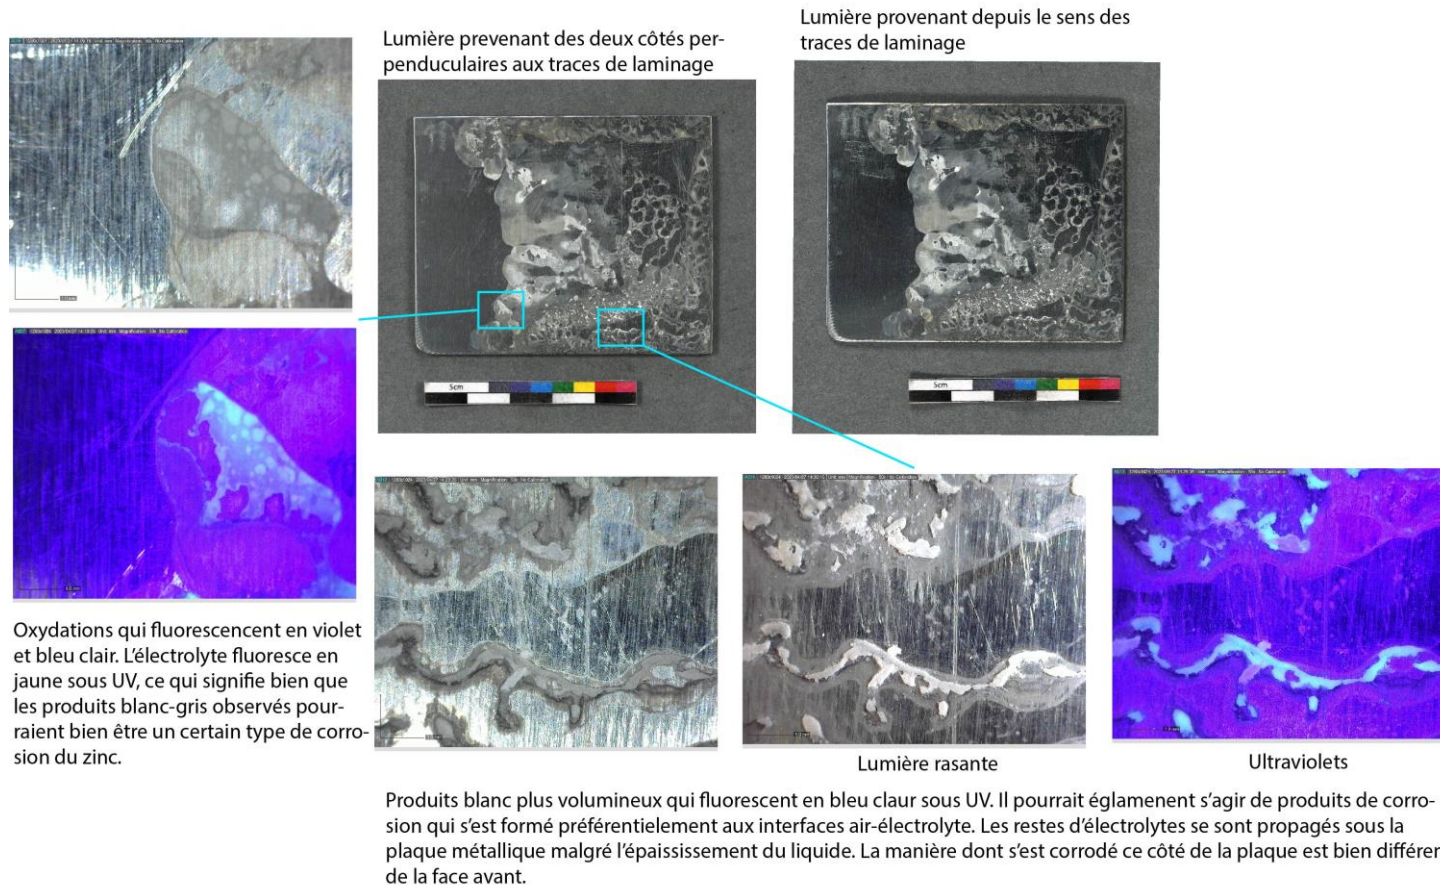 Lumière prevenant des deux côtés per-
penduculaires aux traces de laminage
Lumière provenant depuis le sens des
traces de laminage
5cm
5cm
Oxydations qui fluorescencent en violet
et bleu clair. L’électrolyte fluoresce en
jaune sous UV, ce qui signifie bien que
les produits blanc-gris observés pour-
raient bien être un certain type de corro-
sion du zinc.
Lumière rasante
Ultraviolets
Produits blanc plus volumineux qui fluorescent en bleu claur sous UV. Il pourrait églamenent s’agir de produits de corro-
sion qui s’est formé préférentielement aux interfaces air-électrolyte. Les restes d’électrolytes se sont propagés sous la
plaque métallique malgré l’épaississement du liquide. La manière dont s’est corrodé ce côté de la plaque est bien différen
de la face avant.